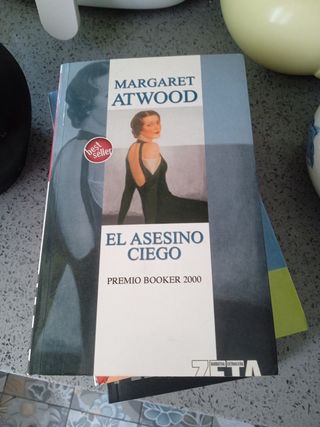 MARGARET
ATWOOD
best
seller
EL ASESINO
CIEGO
PREMIO BOOKER 2000
ZETA